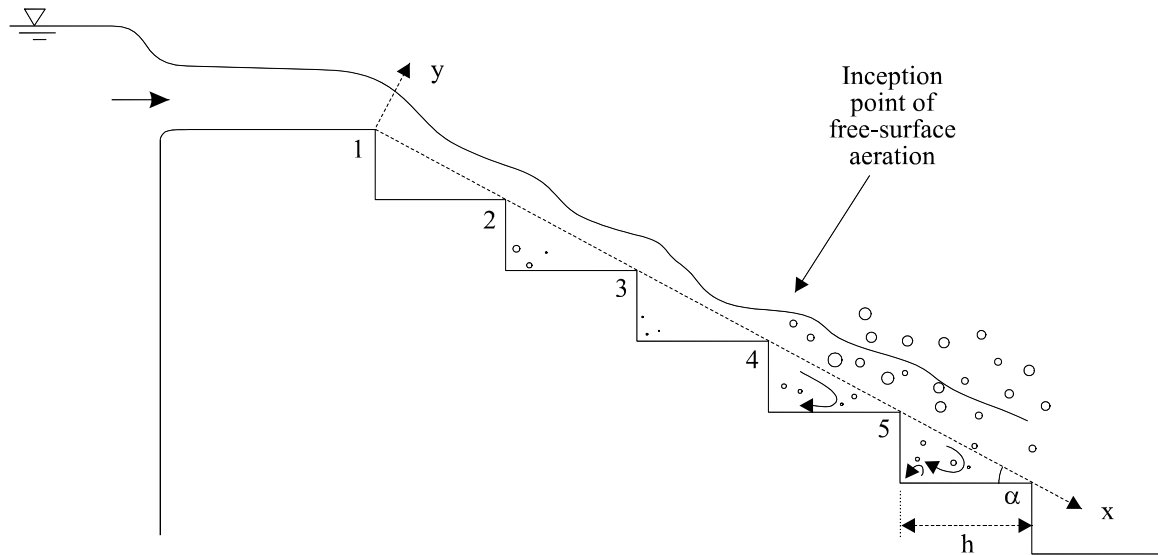 y
Inception
point of
free-surface
aeration
1
2
3
4
5
α
x
h